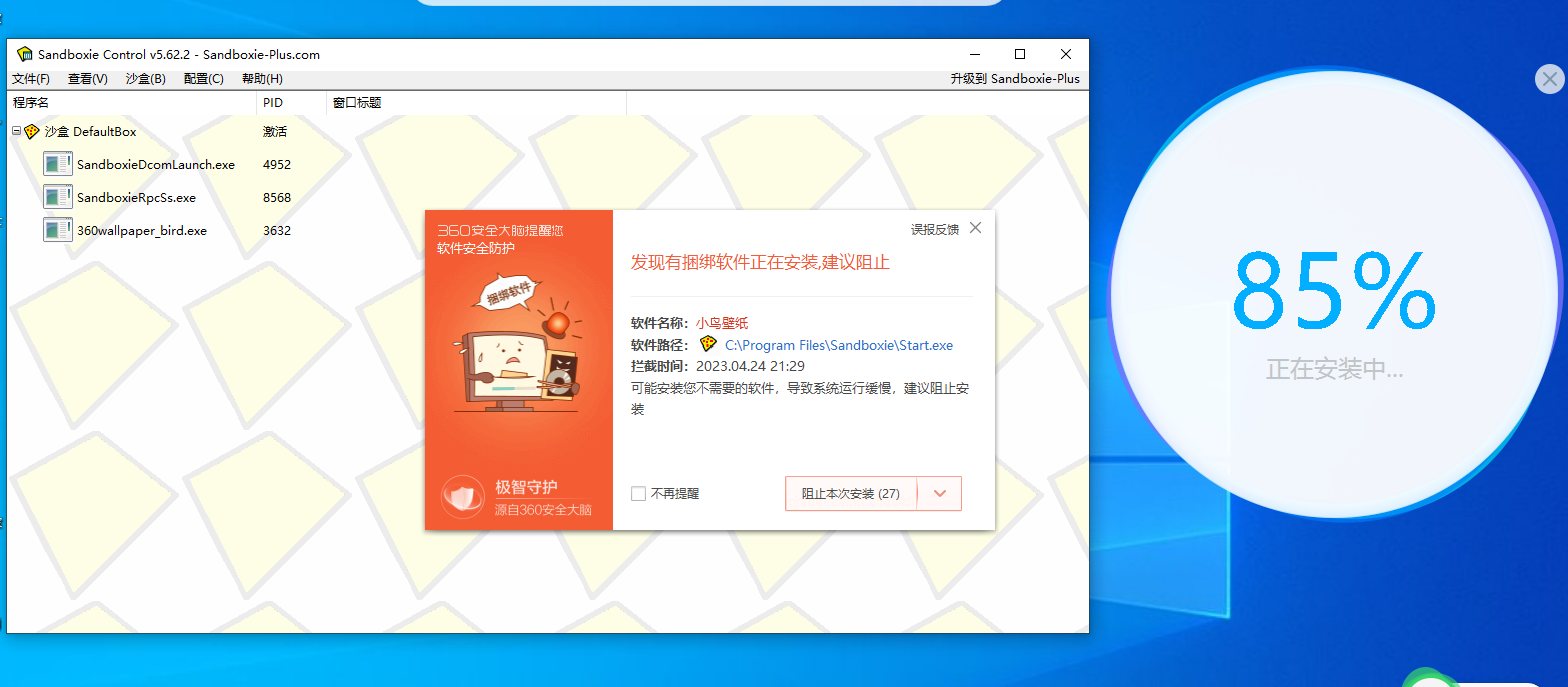 Sandboxie Control v5.62.2 - Sandboxie-Plus.com
文件(F) 查看(V) 沙盒(B) 配置(C) 帮助(H) 升级到 Sandboxie-Plus
程序名 PID 窗口标题
沙盒 DefaultBox 激活
SandboxieDcomLaunch.exe 4952
SandboxieRpcSs.exe 8568
360wallpaper_bird.exe 3632
360安全大脑提醒您
软件安全防护
捆绑软件
极智守护
源自360安全大脑
误报反馈
发现有捆绑软件正在安装,建议阻止
软件名称: 小鸟壁纸
软件路径: C:\Program Files\Sandboxie\Start.exe
拦截时间: 2023.04.24 21:29
可能安装您不需要的软件，导致系统运行缓慢，建议阻止安
装
不再提醒 阻止本次安装 (27)
85%
正在安装中...